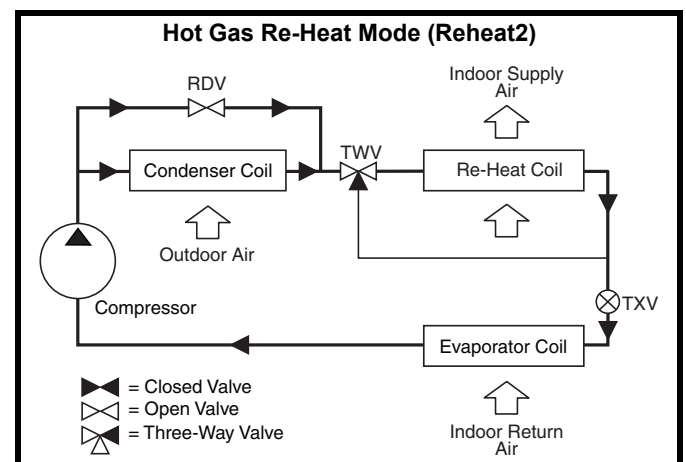 Hot Gas Re-Heat Mode (Reheat2)
RDV
Indoor Supply
Air
TWV
Condenser Coil
Re-Heat Coil
Outdoor Air
Compressor
TXV
Evaporator Coil
= Closed Valve
= Open Valve
= Three-Way Valve
Indoor Return
Air